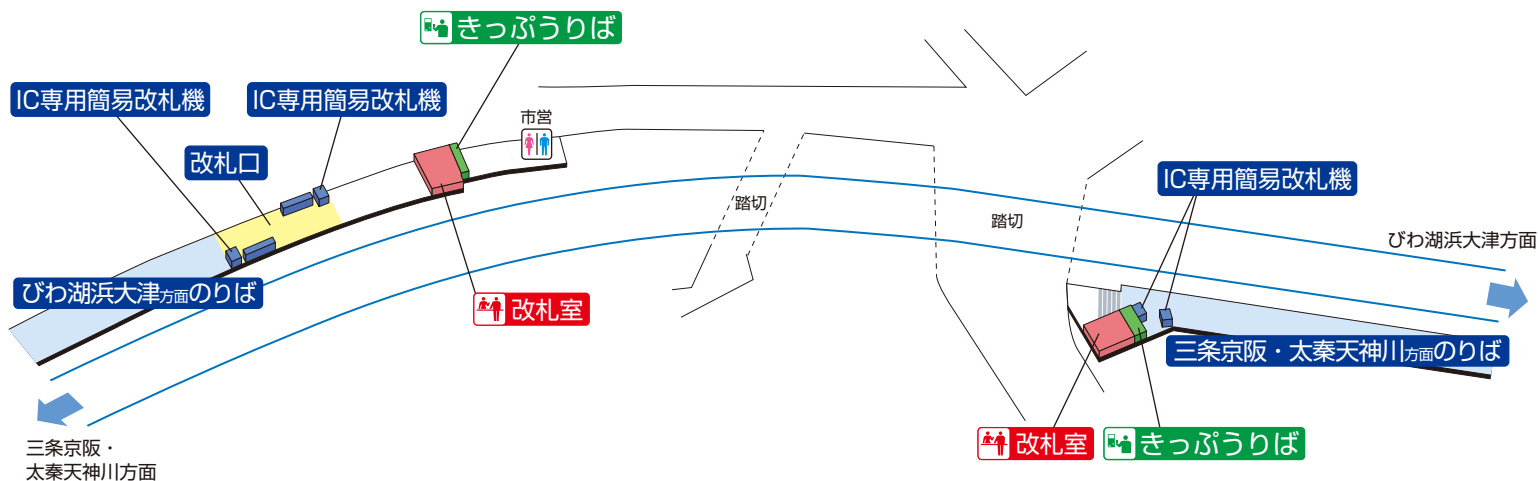 きっぷうりば
IC専用簡易改札機
IC専用簡易改札機
市営
改札口
IC専用簡易改札機
踏切
踏切
びわ湖浜大津方面
びわ湖浜大津方面のりば
改札室
三条京阪・太秦天神川方面のりば
三条京阪・
太秦天神川方面
改札室
きっぷうりば